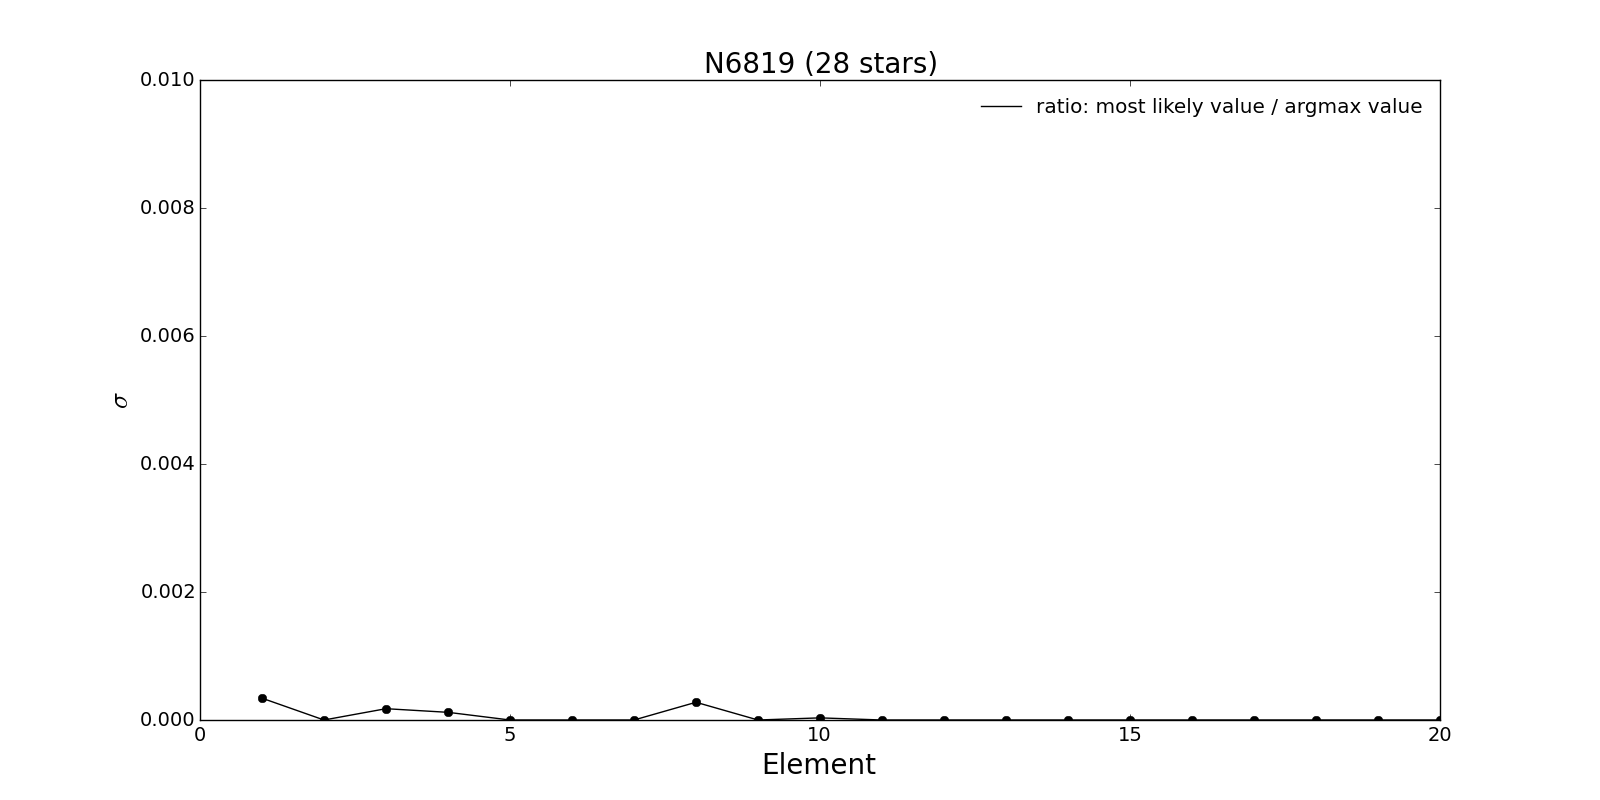 N6819 (28 stars)
ratio: most likely value / argmax value
0.010
0.008
0.006
0.004
0.002
0.000
σ
0 5 10 15 20
Element